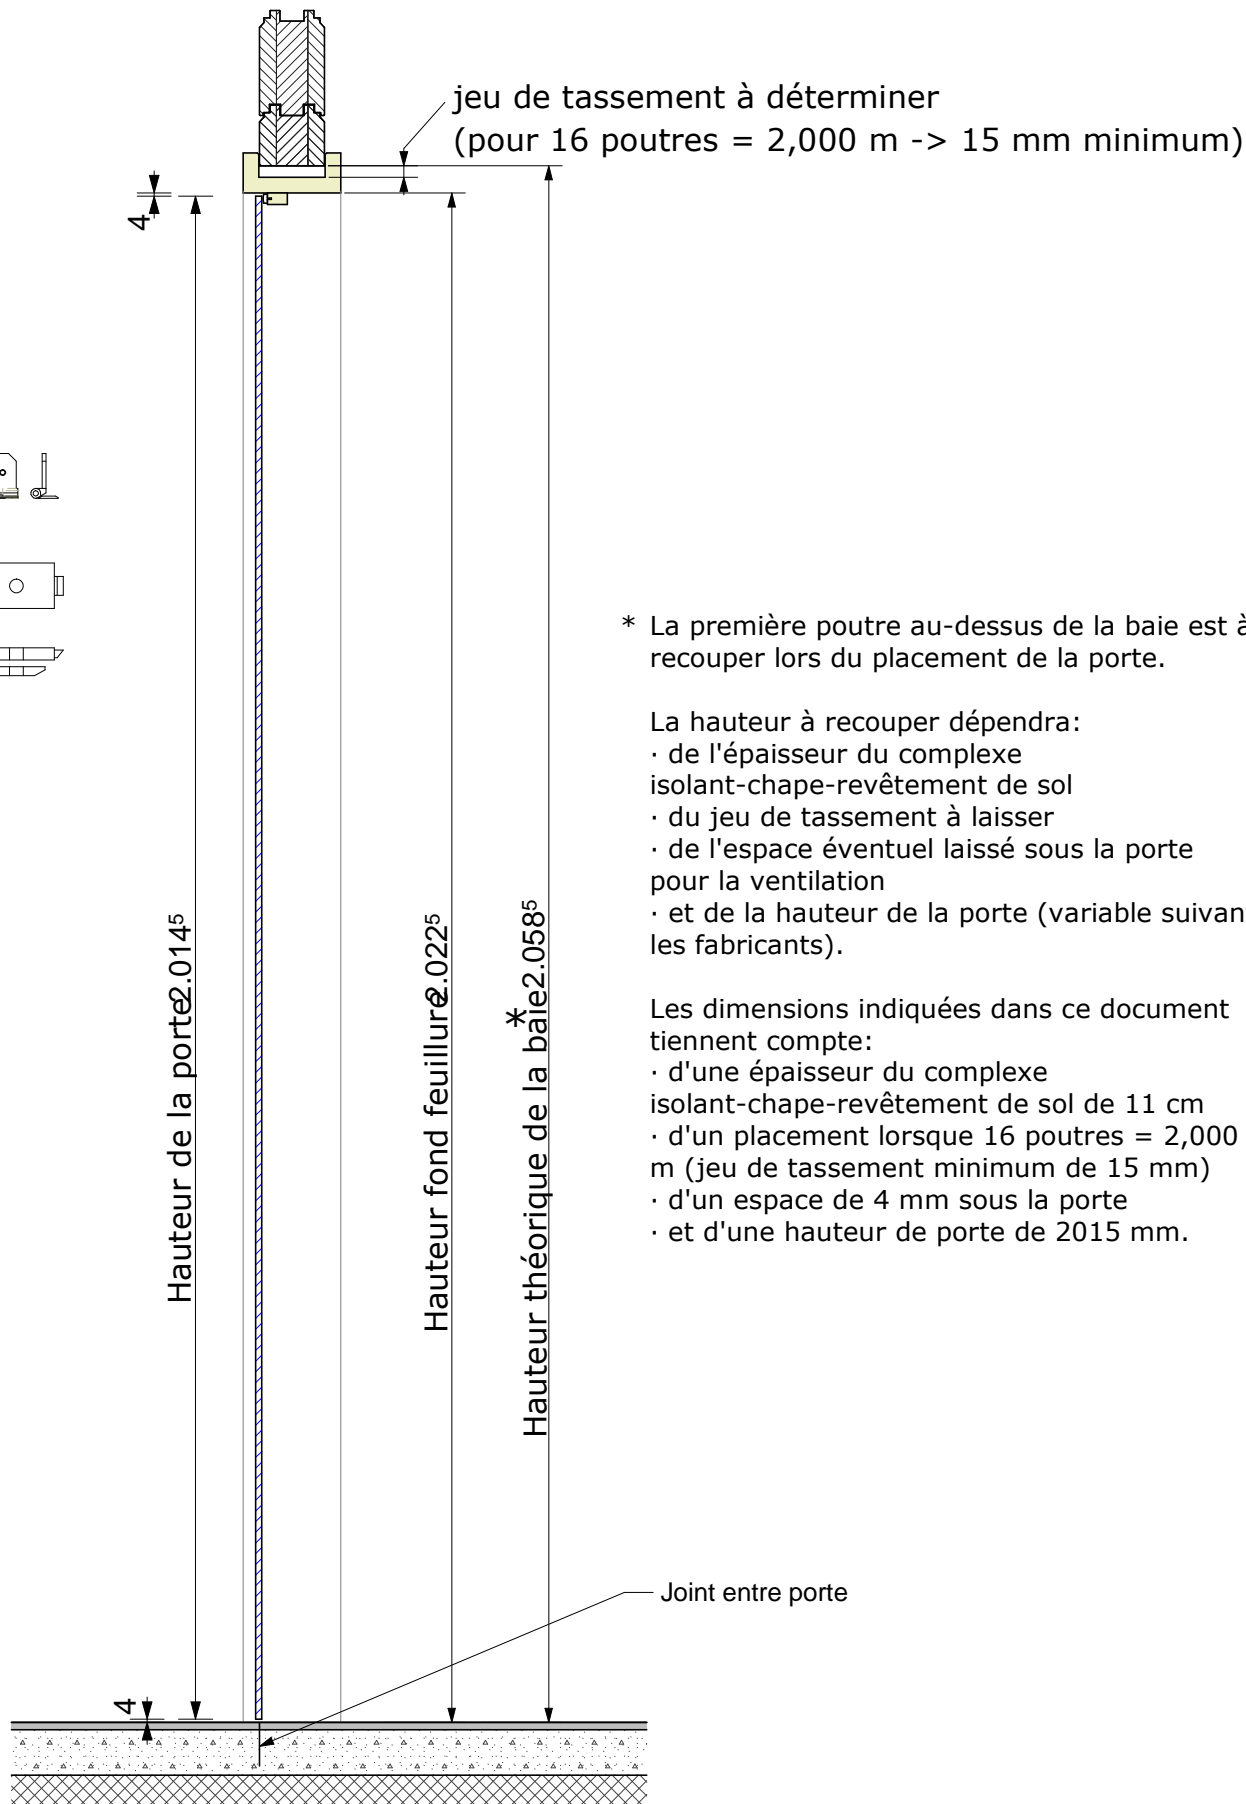 jeu de tassement à déterminer
(pour 16 poutres = 2,000 m -> 15 mm minimum)
4
* La première poutre au-dessus de la baie est à
recouper lors du placement de la porte.
La hauteur à recouper dépendra:
· de l'épaisseur du complexe
isolant-chape-revêtement de sol
· du jeu de tassement à laisser
· de l'espace éventuel laissé sous la porte
pour la ventilation
· et de la hauteur de la porte (variable suivan
les fabricants).
Les dimensions indiquées dans ce document
tiennent compte:
· d'une épaisseur du complexe
isolant-chape-revêtement de sol de 11 cm
· d'un placement lorsque 16 poutres = 2,000
m (jeu de tassement minimum de 15 mm)
· d'un espace de 4 mm sous la porte
· et d'une hauteur de porte de 2015 mm.
Hauteur de la porte 2.014⁵
Hauteur fond feuillure 2.022⁵
Hauteur théorique de la baie* 2.058⁵
Joint entre porte
4